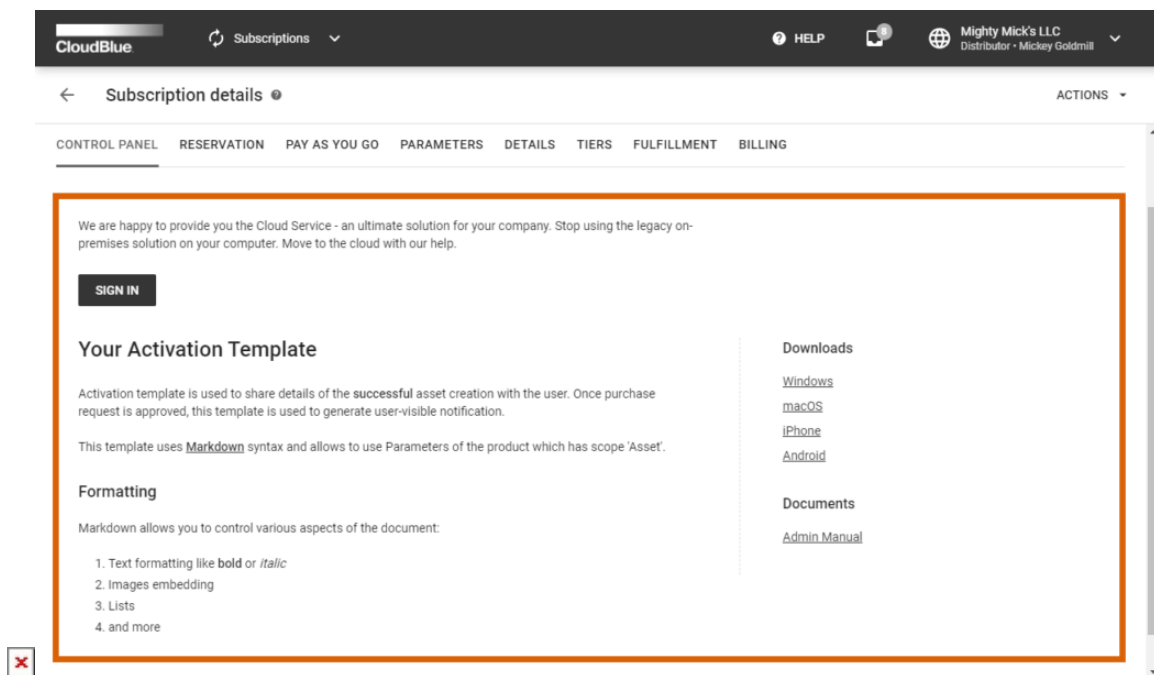 CloudBlue Subscriptions HELP 8 Mighty Mick's LLC
Distributor • Mickey Goldmill
Subscription details ACTIONS
CONTROL PANEL RESERVATION PAY AS YOU GO PARAMETERS DETAILS TIERS FULFILLMENT BILLING
We are happy to provide you the Cloud Service - an ultimate solution for your company. Stop using the legacy on-
premises solution on your computer. Move to the cloud with our help.
SIGN IN
Your Activation Template
Activation template is used to share details of the successful asset creation with the user. Once purchase
request is approved, this template is used to generate user-visible notification.
This template uses Markdown syntax and allows to use Parameters of the product which has scope 'Asset'.
Formatting
Markdown allows you to control various aspects of the document:
1. Text formatting like bold or italic
2. Images embedding
3. Lists
4. and more
Downloads
Windows
macOS
iPhone
Android
Documents
Admin Manual